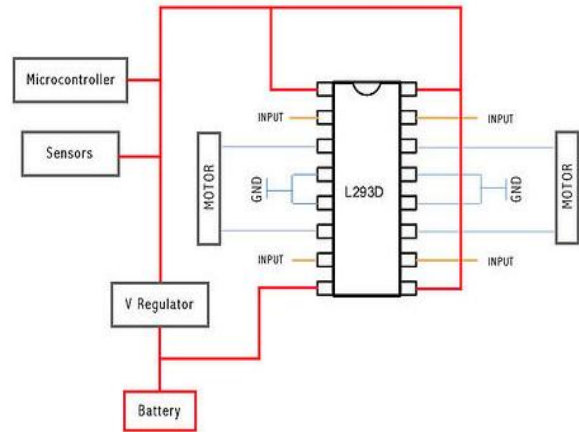 Microcontroller
INPUT
INPUT
Sensors
MOTOR
GND
L293D
GND
MOTOR
INPUT
INPUT
V Regulator
Battery